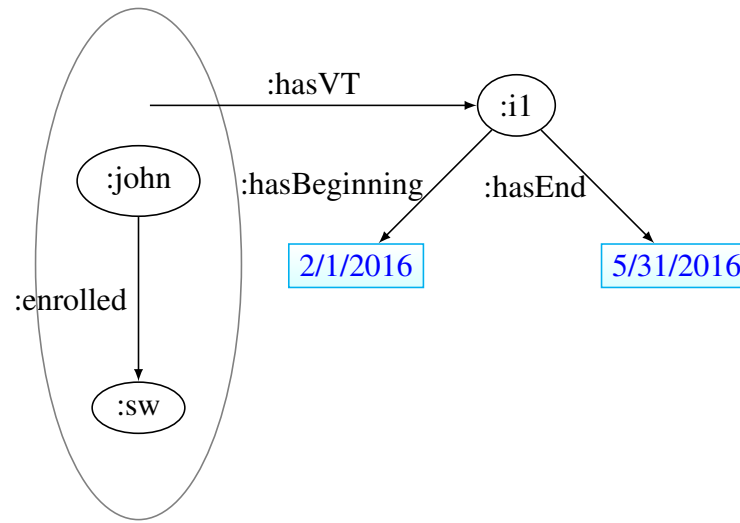 :hasVT
:i1
:john
:hasBeginning
:hasEnd
2/1/2016
5/31/2016
:enrolled
:sw